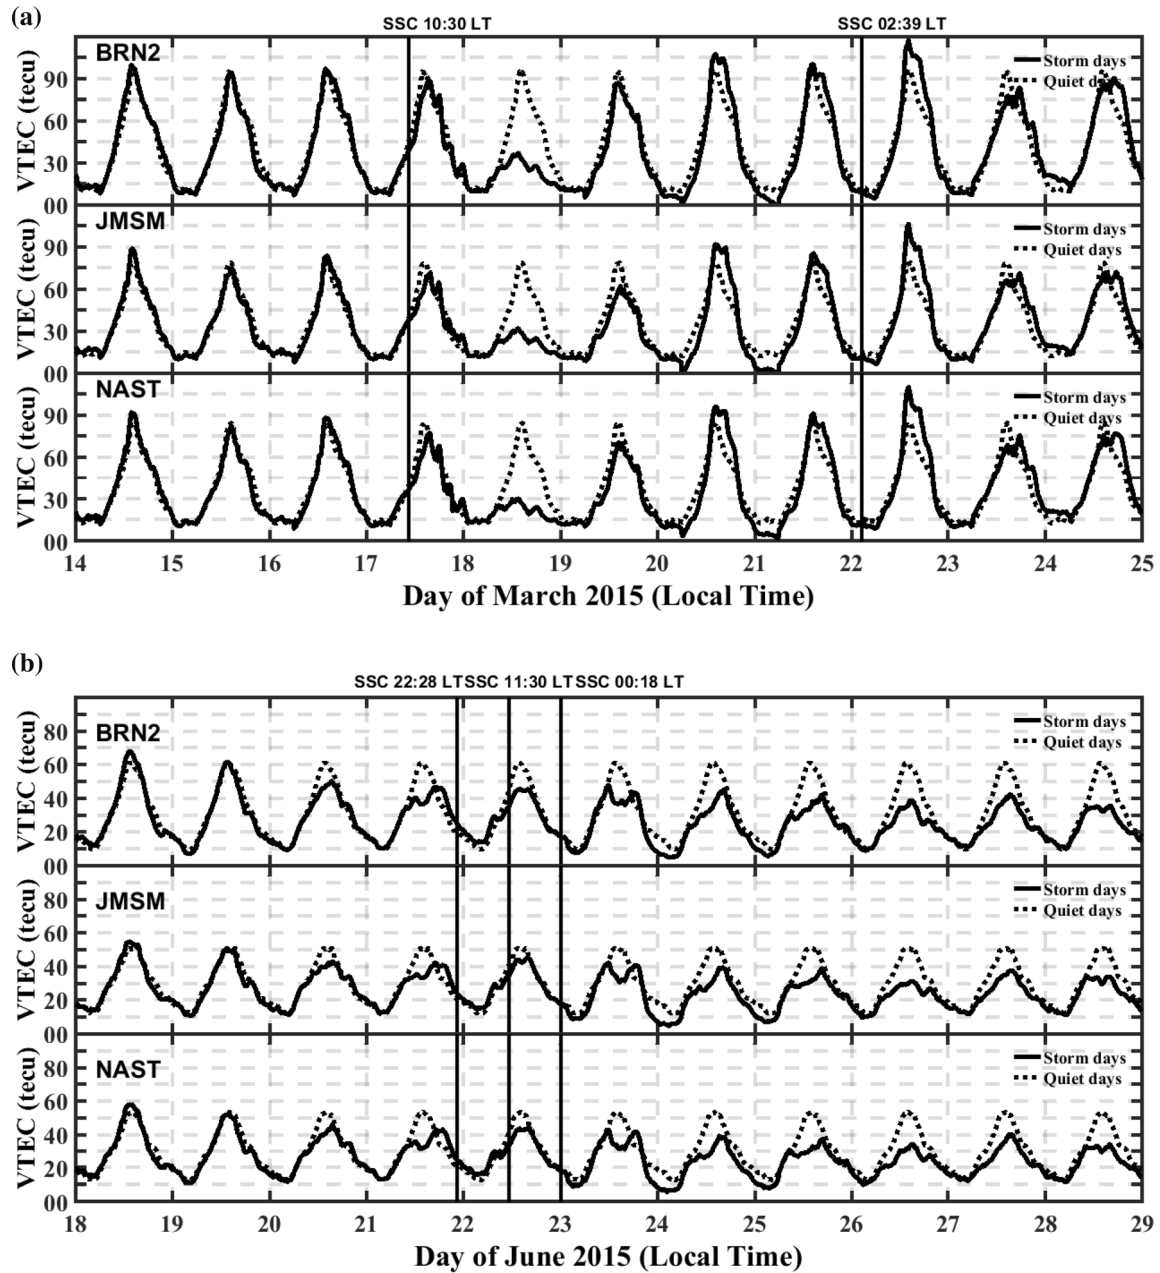 (a)
SSC 10:30 LT SSC 02:39 LT
BRN2
Storm days
Quiet days
VTEC (tecu)
90
60
30
00
JMSM
Storm days
Quiet days
VTEC (tecu)
90
60
30
00
NAST
Storm days
Quiet days
VTEC (tecu)
90
60
30
00
14 15 16 17 18 19 20 21 22 23 24 25
Day of March 2015 (Local Time)
(b)
SSC 22:28 LT SSC 11:30 LT SSC 00:18 LT
BRN2
Storm days
Quiet days
VTEC (tecu)
80
60
40
20
00
JMSM
Storm days
Quiet days
VTEC (tecu)
80
60
40
20
00
NAST
Storm days
Quiet days
VTEC (tecu)
80
60
40
20
00
18 19 20 21 22 23 24 25 26 27 28 29
Day of June 2015 (Local Time)